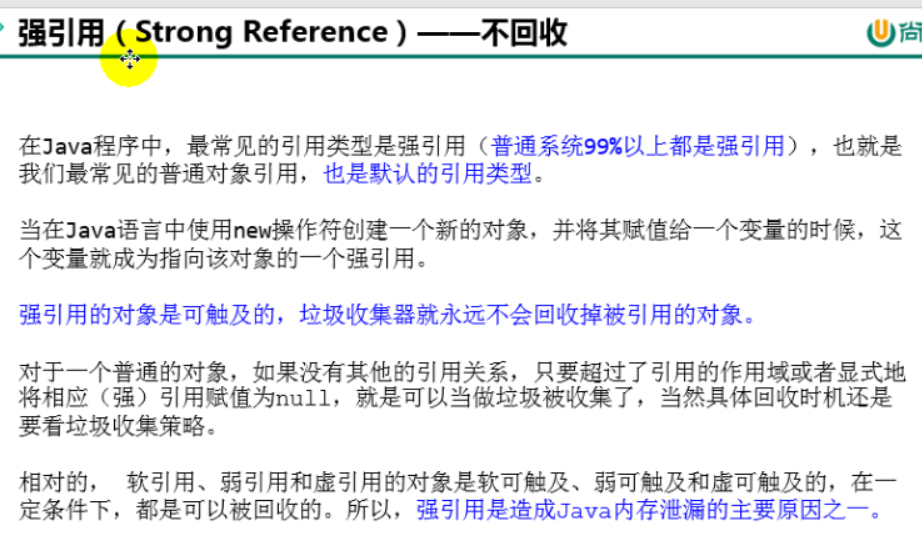 强引用（Strong Reference）——不回收
尚
在Java程序中，最常见的引用类型是强引用（普通系统99%以上都是强引用），也就是
我们最常见的普通对象引用，也是默认的引用类型。
当在Java语言中使用new操作符创建一个新的对象，并将其赋值给一个变量的时候，这
个变量就成为指向该对象的一个强引用。
强引用的对象是可触及的，垃圾收集器就永远不会回收掉被引用的对象。
对于一个普通的对象，如果没有其他的引用关系，只要超过了引用的作用域或者显式地
将相应（强）引用赋值为null，就是可以当做垃圾被收集了，当然具体回收时机还是
要看垃圾收集策略。
相对的， 软引用、弱引用和虚引用的对象是软可触及、弱可触及和虚可触及的，在一
定条件下，都是可以被回收的。所以，强引用是造成Java内存泄漏的主要原因之一。